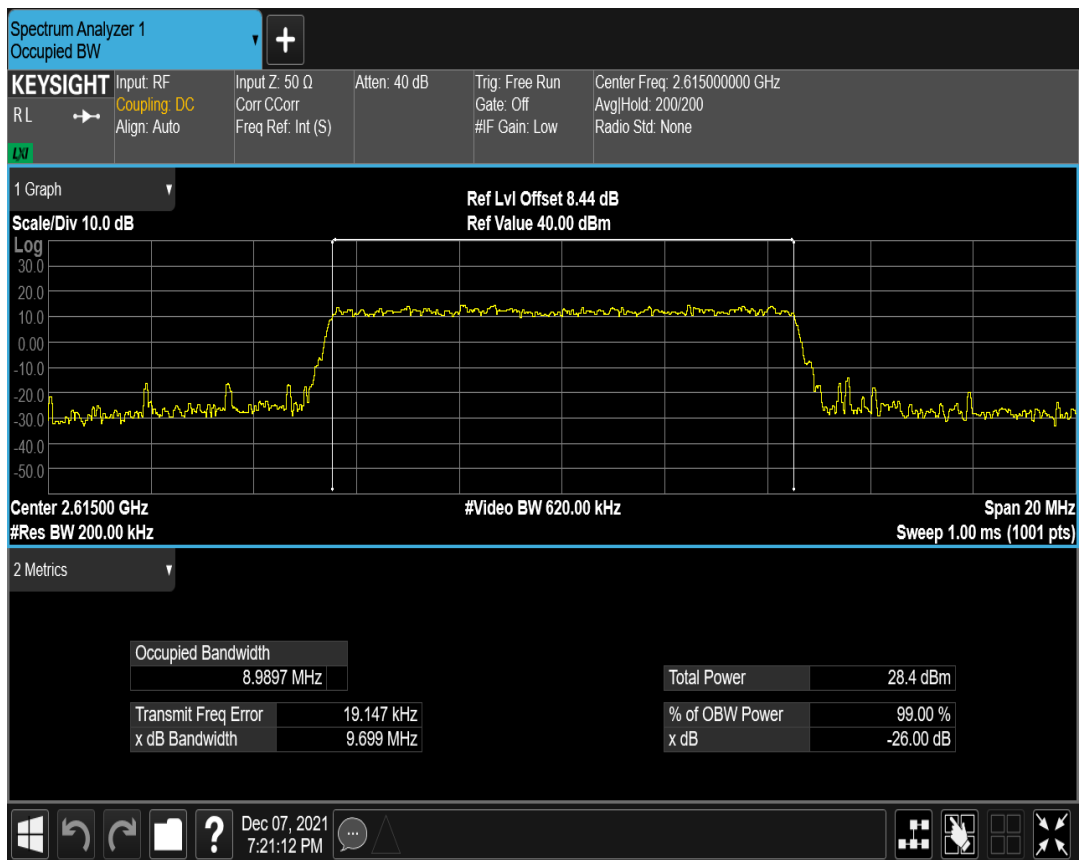 Spectrum Analyzer 1
Occupied BW
+
KEYSIGHT
RL
LXI
Input: RF
Coupling: DC
Align: Auto
Input Z: 50 Ω
Corr CCorr
Freq Ref: Int (S)
Atten: 40 dB
Trig: Free Run
Gate: Off
#IF Gain: Low
Center Freq: 2.615000000 GHz
Avg|Hold: 200/200
Radio Std: None
1 Graph
Ref Lvl Offset 8.44 dB
Scale/Div 10.0 dB
Ref Value 40.00 dBm
Log
30.0
20.0
10.0
0.00
-10.0
-20.0
-30.0
-40.0
-50.0
Center 2.61500 GHz
#Video BW 620.00 kHz
Span 20 MHz
#Res BW 200.00 kHz
Sweep 1.00 ms (1001 pts)
2 Metrics
Occupied Bandwidth
8.9897 MHz
Total Power 28.4 dBm
Transmit Freq Error 19.147 kHz
% of OBW Power 99.00 %
x dB Bandwidth 9.699 MHz
x dB -26.00 dB
?
Dec 07, 2021
7:21:12 PM